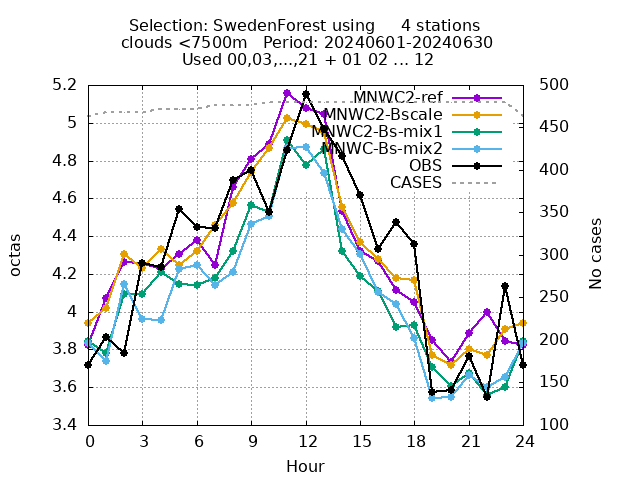 Selection: SwedenForest using     4 stations
clouds <7500m   Period: 20240601-20240630
Used 00,03,...,21 + 01 02 ... 12
5.2
5
4.8
4.6
4.4
4.2
4
3.8
3.6
3.4
octas
MNWC2-ref
MNWC2-Bscale
MNWC2-Bs-mix1
MNWC-Bs-mix2
OBS
CASES
500
450
400
350
300
250
200
150
100
No cases
0 3 6 9 12 15 18 21 24
Hour